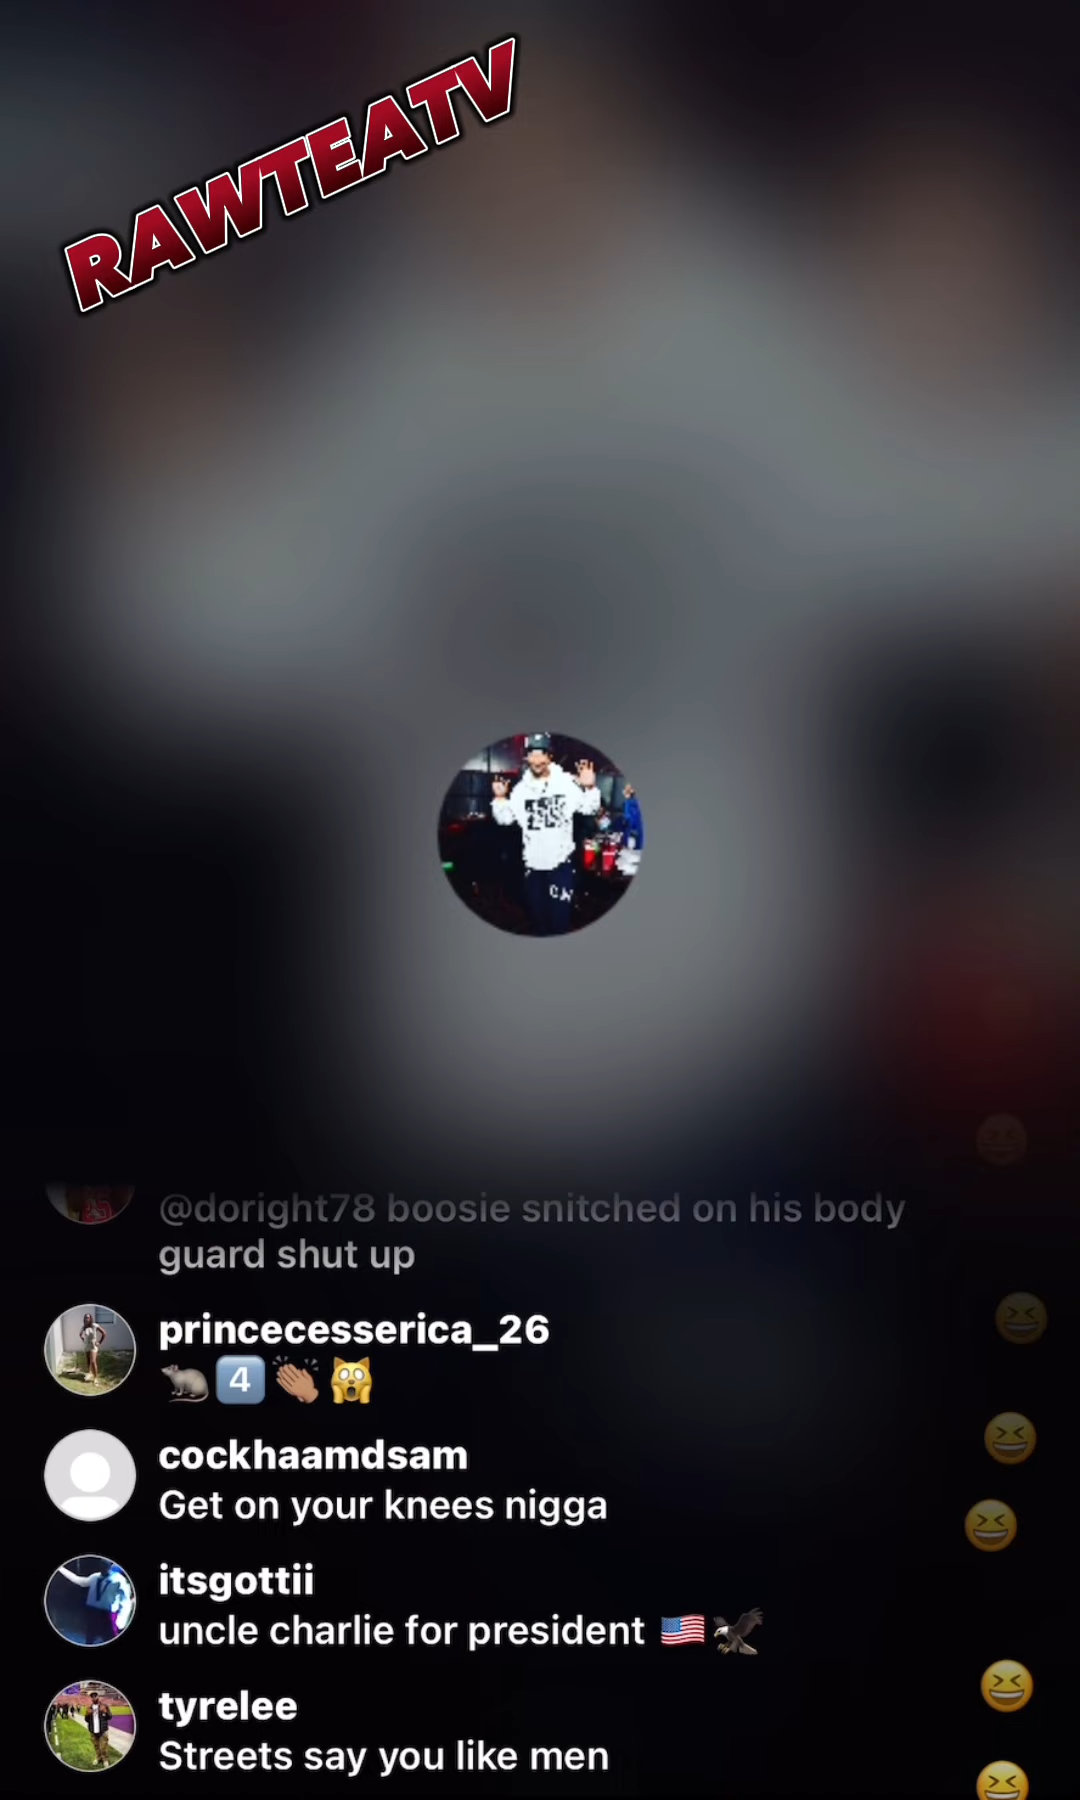 RAWTEATV
@doright78 boosie snitched on his body
guard shut up
princecesserica_26
🐀4️⃣👏🏽🙀
cockhaamdsam
Get on your knees nigga
itsgottii
uncle charlie for president 🇺🇸🦅
tyrelee
Streets say you like men